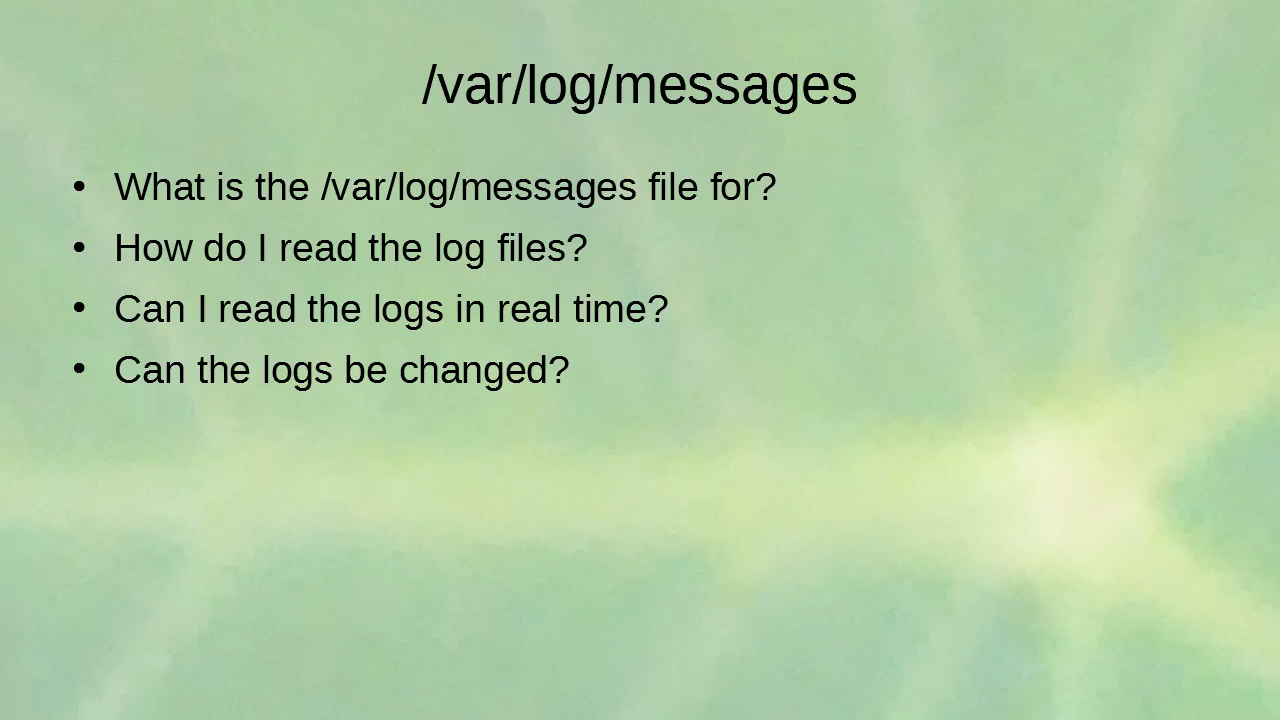 /var/log/messages
• What is the /var/log/messages file for?
• How do I read the log files?
• Can I read the logs in real time?
• Can the logs be changed?